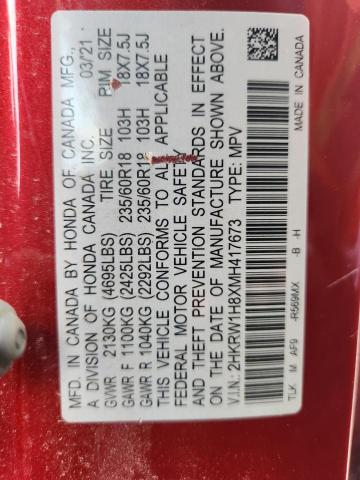 MFD. IN CANADA BY HONDA OF CANADA MFG.,
A DIVISION OF HONDA CANADA INC. 03/21
GVWR 2130KG (4695LBS) TIRE SIZE RIM SIZE
GAWR F 1100KG (2425LBS) 235/60R18 103H 18X7.5J
GAWR R 1040KG (2292LBS) 235/60R18 103H 18X7.5J
THIS VEHICLE CONFORMS TO ALL APPLICABLE
FEDERAL MOTOR VEHICLE SAFETY
AND THEFT PREVENTION STANDARDS IN EFFECT
ON THE DATE OF MANUFACTURE SHOWN ABOVE.
V.I.N.: 2HKRW1H8XMH417673 TYPE: MPV
-R569MX -B -H
TLK M AF9 MADE IN CANADA